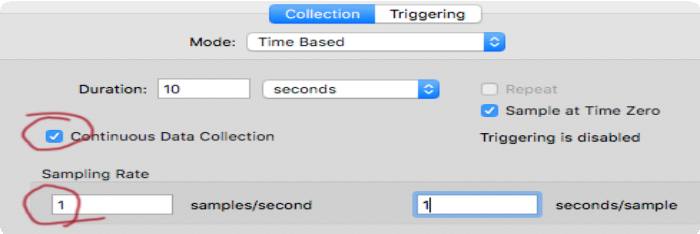 Collection Triggering
Mode: Time Based
Duration: 10 seconds Repeat
Sample at Time Zero
Continuous Data Collection Triggering is disabled
Sampling Rate
1 samples/second 1 seconds/sample